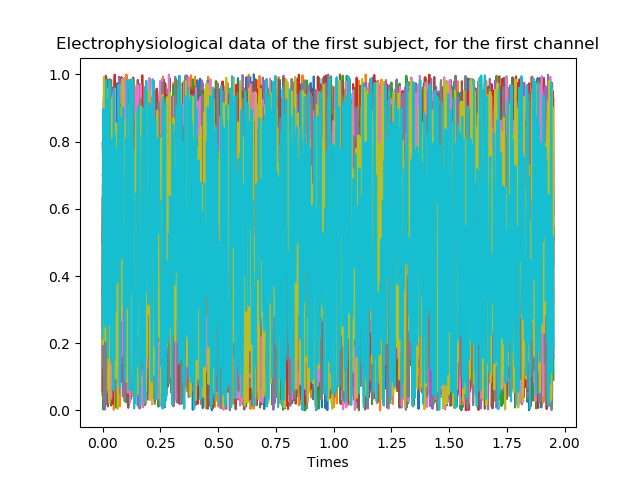 Electrophysiological data of the first subject, for the first channel
1.0
0.8
0.6
0.4
0.2
0.0
0.00 0.25 0.50 0.75 1.00 1.25 1.50 1.75 2.00
Times